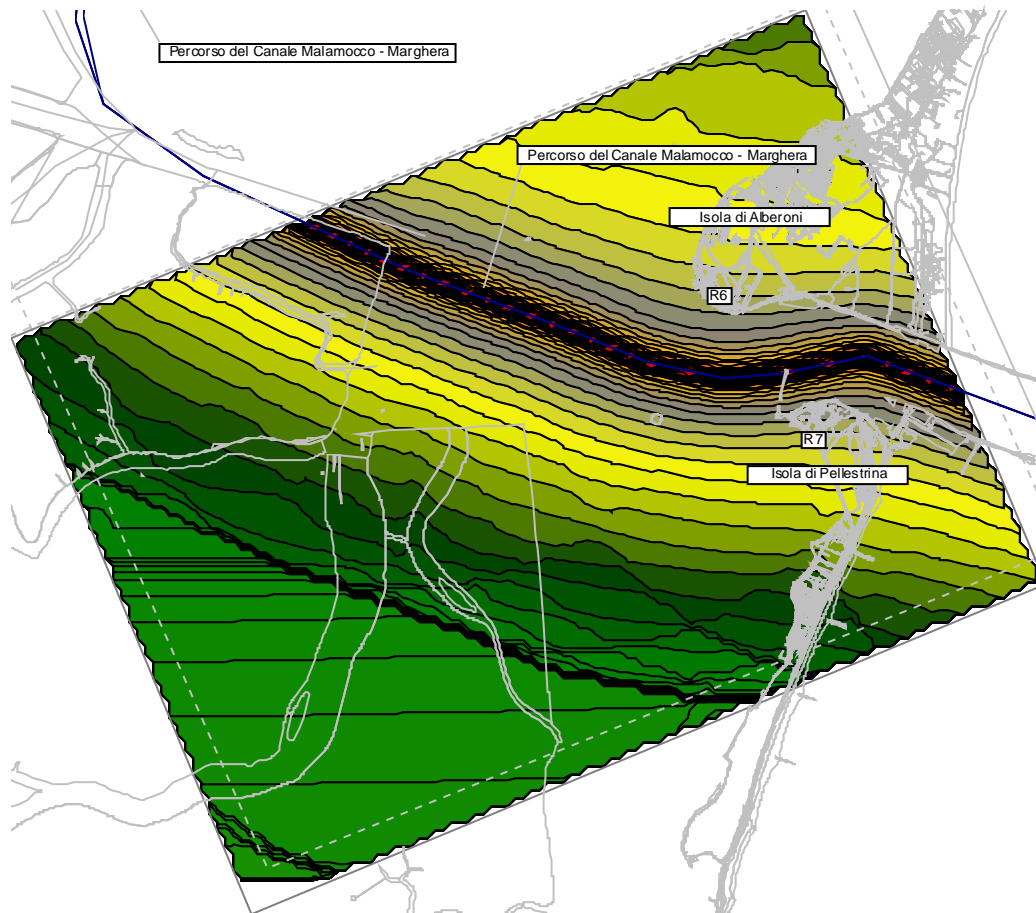 Percorso del Canale Malamocco - Marghera
Percorso del Canale Malamocco - Marghera
Isola di Alberoni
R6
R7
Isola di Pellestrina